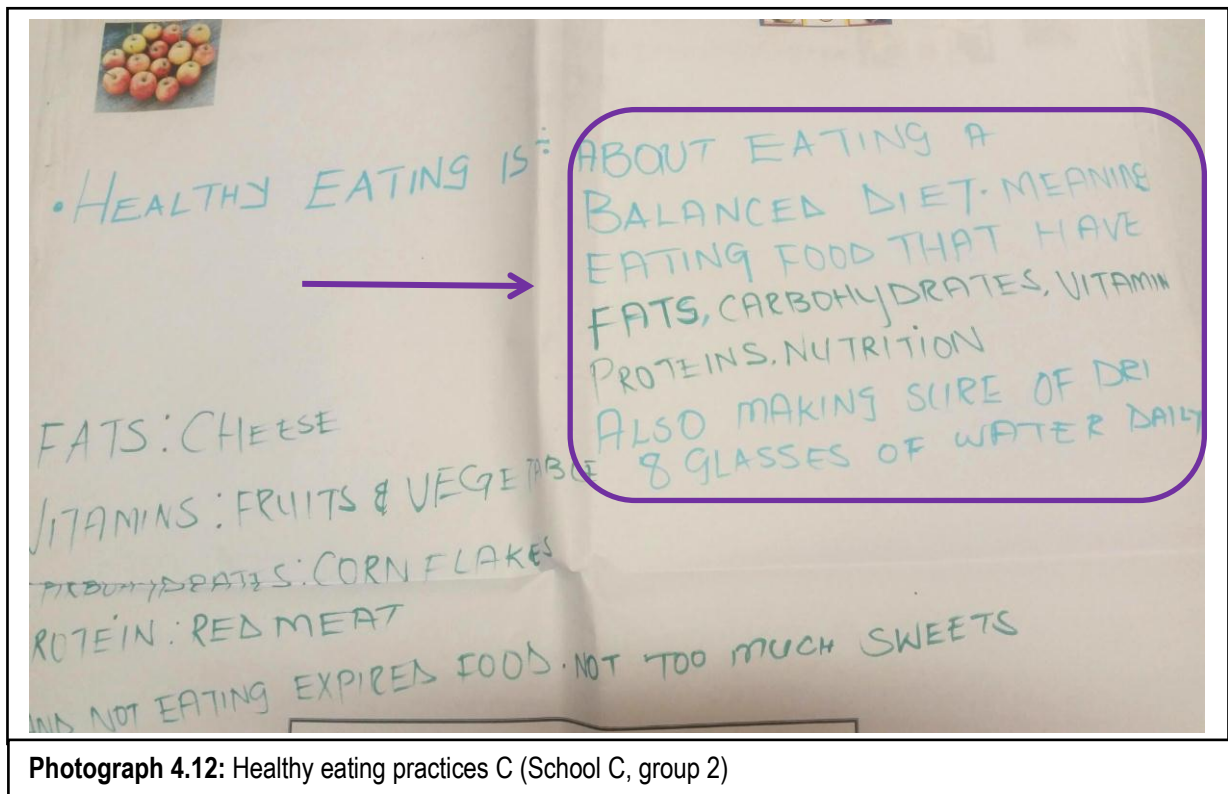 • HEALTHY EATING IS : ABOUT EATING A
BALANCED DIET. MEANING
EATING FOOD THAT HAVE
FATS, CARBOHYDRATES, VITAMIN
PROTEINS. NUTRITION
ALSO MAKING SURE OF DRI
8 GLASSES OF WATER DAILY
FATS : CHEESE
VITAMINS : FRUITS & VEGETABLE
CARBOHYDRATES : CORN FLAKES
ROTEIN : RED MEAT
AND NOT EATING EXPIRED FOOD. NOT TOO MUCH SWEETS
Photograph 4.12: Healthy eating practices C (School C, group 2)